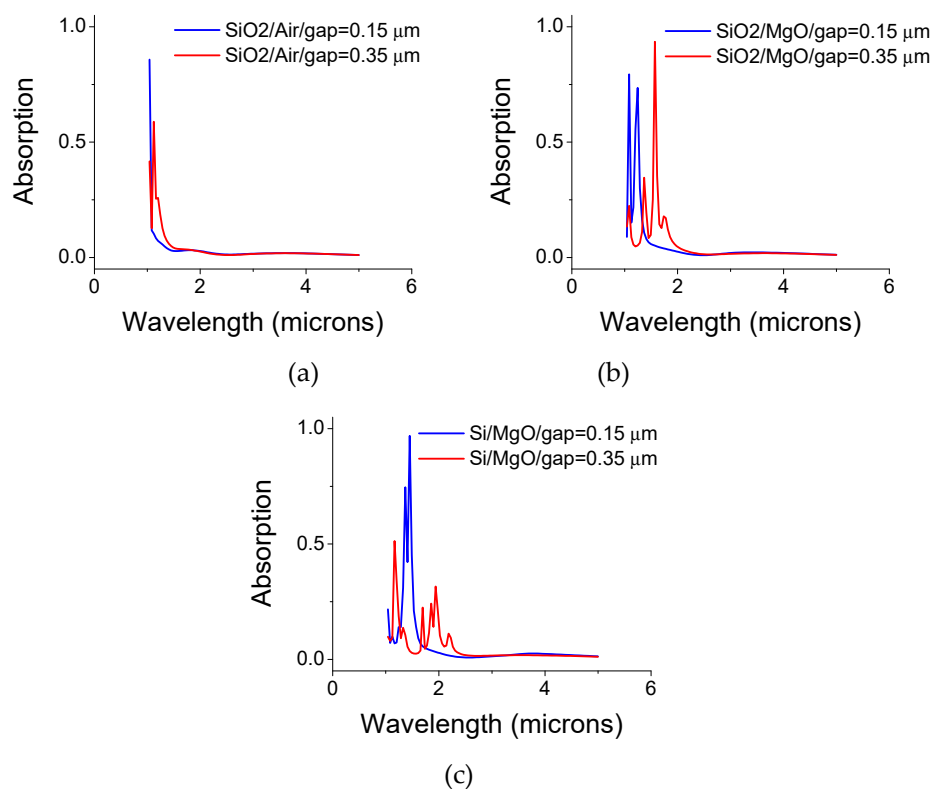 1.0
SiO2/Air/gap=0.15 μm
SiO2/Air/gap=0.35 μm
0.5
Absorption
0.0
0
2
4
6
Wavelength (microns)
(a)
1.0
SiO2/MgO/gap=0.15 μm
SiO2/MgO/gap=0.35 μm
0.5
Absorption
0.0
0
2
4
6
Wavelength (microns)
(b)
1.0
Si/MgO/gap=0.15 μm
Si/MgO/gap=0.35 μm
0.5
Absorption
0.0
0
2
4
6
Wavelength (microns)
(c)